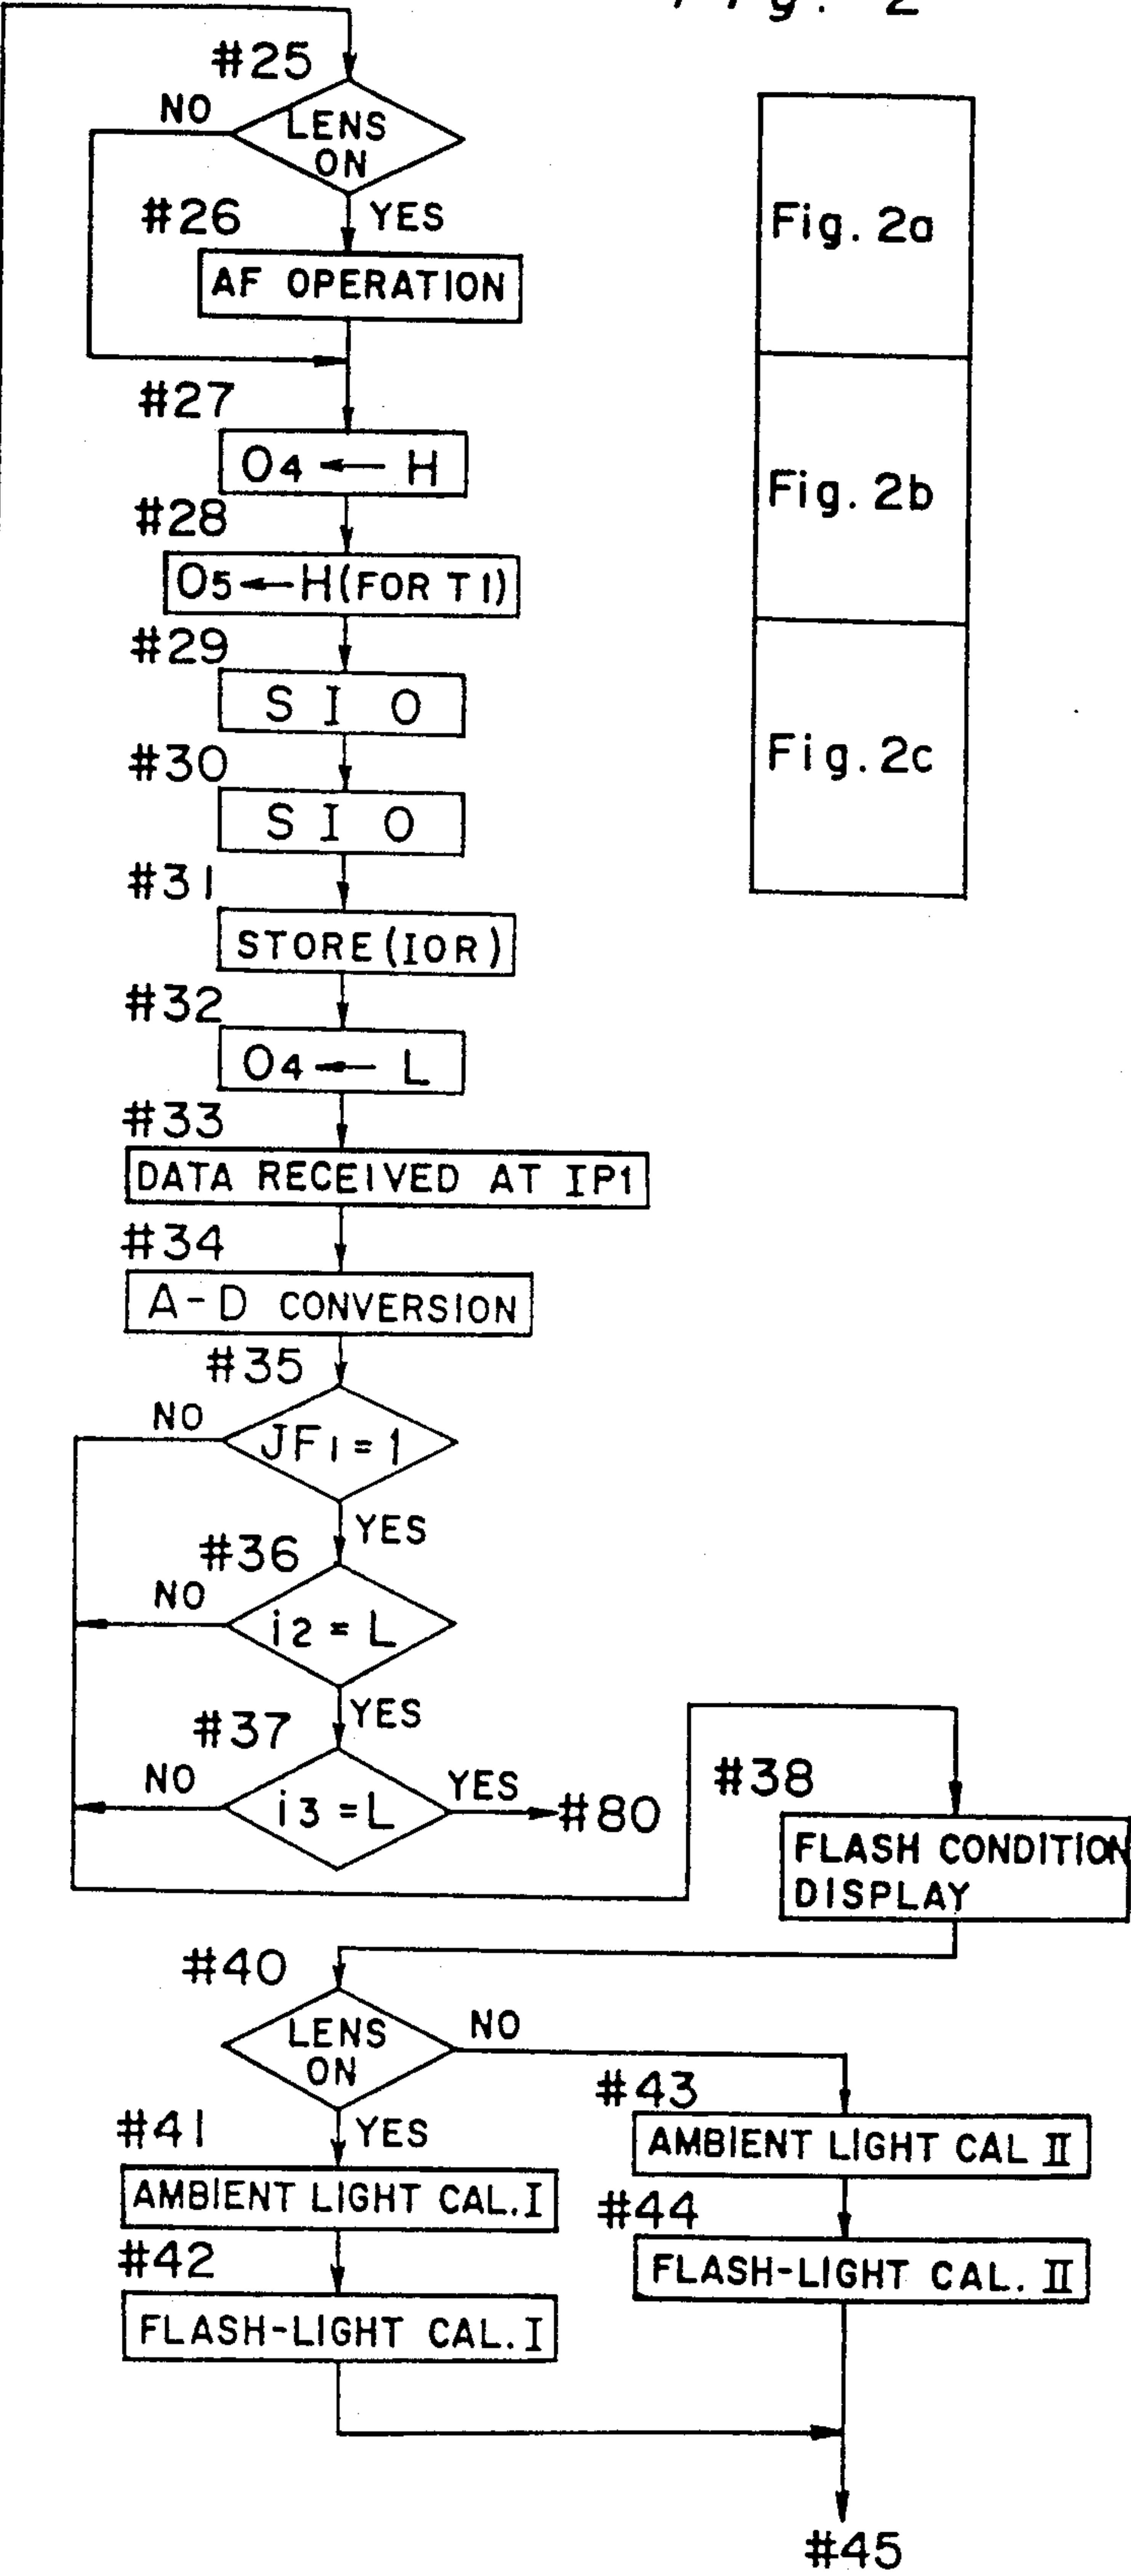 Fig. 2
#25
NO
LENS
ON
YES
#26
AF OPERATION
#27
O4 ← H
#28
O5 ← H (FOR T1)
#29
S I O
#30
S I O
#31
STORE (IOR)
#32
O4 ← L
#33
DATA RECEIVED AT IP1
#34
A-D CONVERSION
#35
NO
JF1 = 1
YES
#36
NO
i2 = L
YES
#37
NO
i3 = L
YES
#80
#38
FLASH CONDITION
DISPLAY
#40
LENS
ON
NO
YES
#41
AMBIENT LIGHT CAL. I
#42
FLASH-LIGHT CAL. I
#43
AMBIENT LIGHT CAL II
#44
FLASH-LIGHT CAL. II
#45
Fig. 2a
Fig. 2b
Fig. 2c